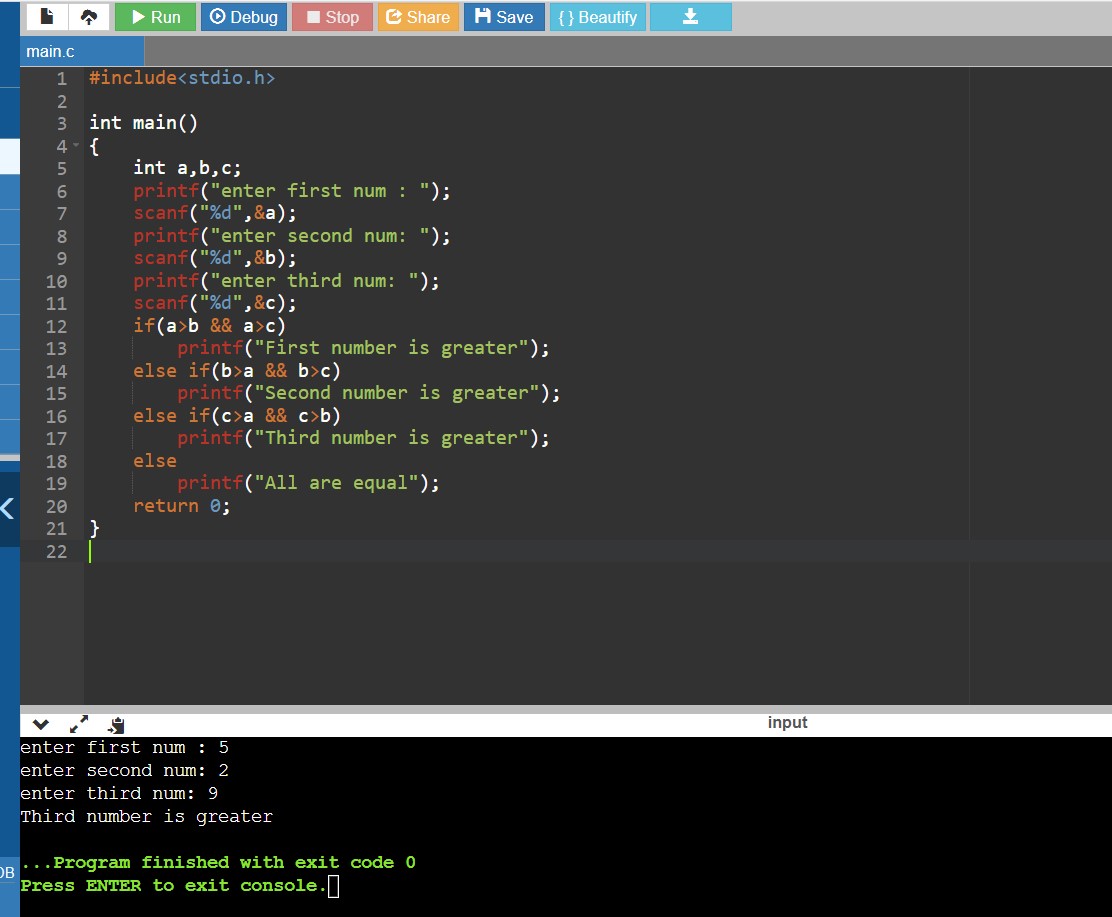 Run Debug Stop Share Save { } Beautify
main.c
1 #include<stdio.h>
2
3 int main()
4 {
5     int a,b,c;
6     printf("enter first num : ");
7     scanf("%d",&a);
8     printf("enter second num: ");
9     scanf("%d",&b);
10     printf("enter third num: ");
11     scanf("%d",&c);
12     if(a>b && a>c)
13         printf("First number is greater");
14     else if(b>a && b>c)
15         printf("Second number is greater");
16     else if(c>a && c>b)
17         printf("Third number is greater");
18     else
19         printf("All are equal");
20     return 0;
21 }
22
input
enter first num : 5
enter second num: 2
enter third num: 9
Third number is greater
...Program finished with exit code 0
DB
Press ENTER to exit console.